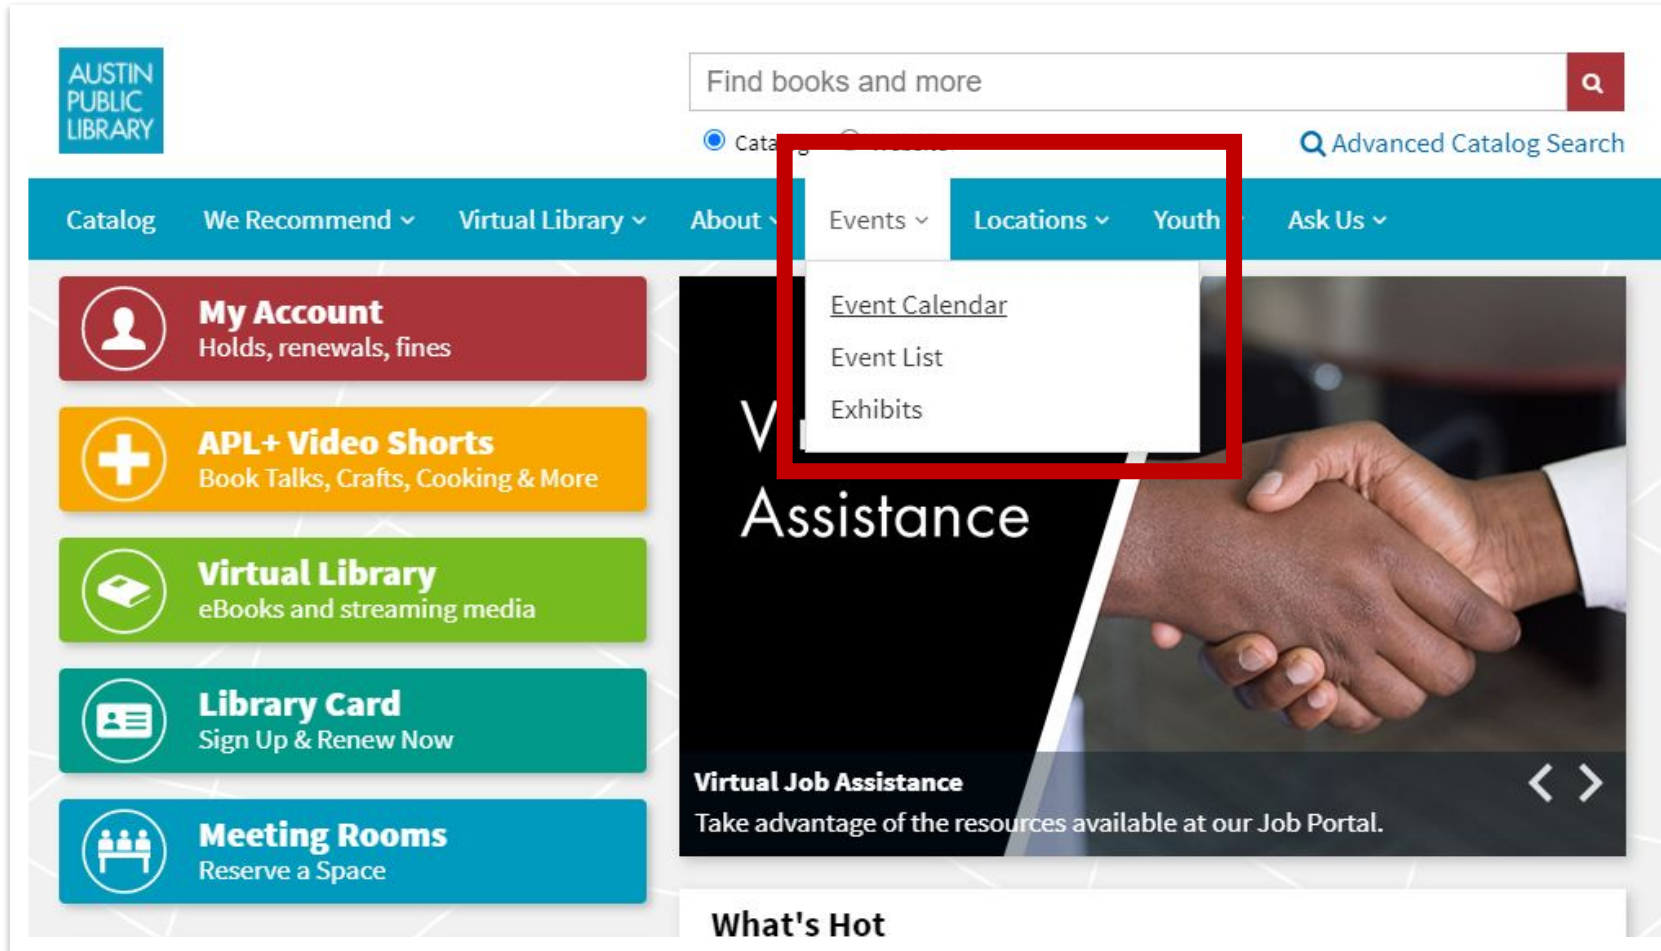 AUSTIN
PUBLIC
LIBRARY
Find books and more
Advanced Catalog Search
Catalog We Recommend Virtual Library About Events Locations Youth Ask Us
Event Calendar
Event List
Exhibits
My Account
Holds, renewals, fines
APL+ Video Shorts
Book Talks, Crafts, Cooking & More
Virtual Library
eBooks and streaming media
Library Card
Sign Up & Renew Now
Meeting Rooms
Reserve a Space
Assistance
Virtual Job Assistance
Take advantage of the resources available at our Job Portal.
What's Hot